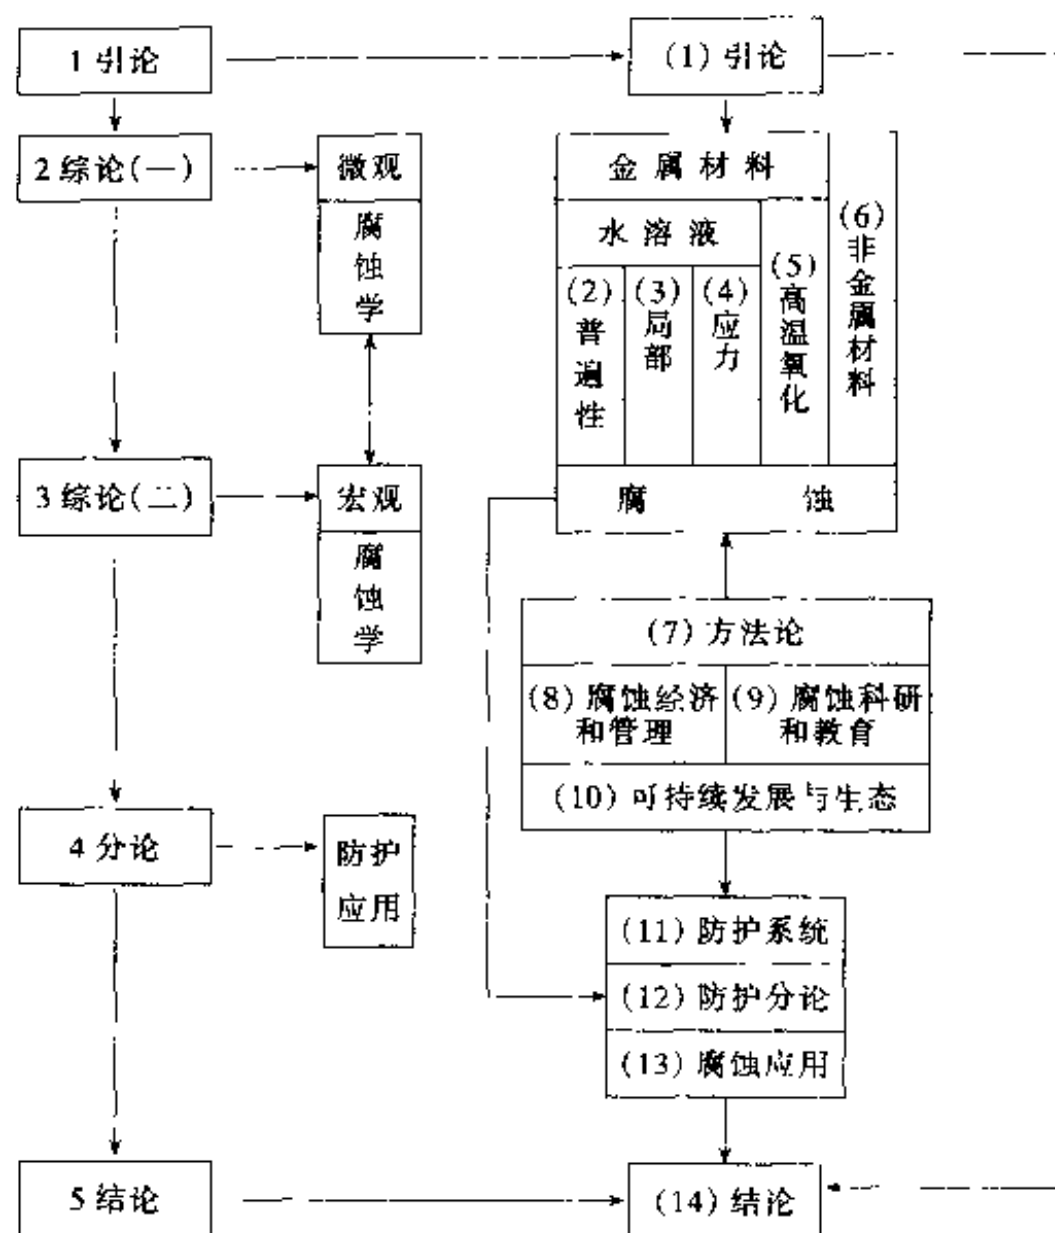 1 引论
(1) 引论
2 综论(一)
微观
腐
蚀
学
金属材料
水溶液
(2)
普
遍
性
(3)
局
部
(4)
应
力
(5)
高
温
氧
化
(6)
非
金
属
材
料
腐 蚀
3 综论(二)
宏观
腐
蚀
学
(7) 方法论
(8) 腐蚀经济
和管理
(9) 腐蚀科研
和教育
(10) 可持续发展与生态
4 分论
防护
应用
(11) 防护系统
(12) 防护分论
(13) 腐蚀应用
5 结论
(14) 结论